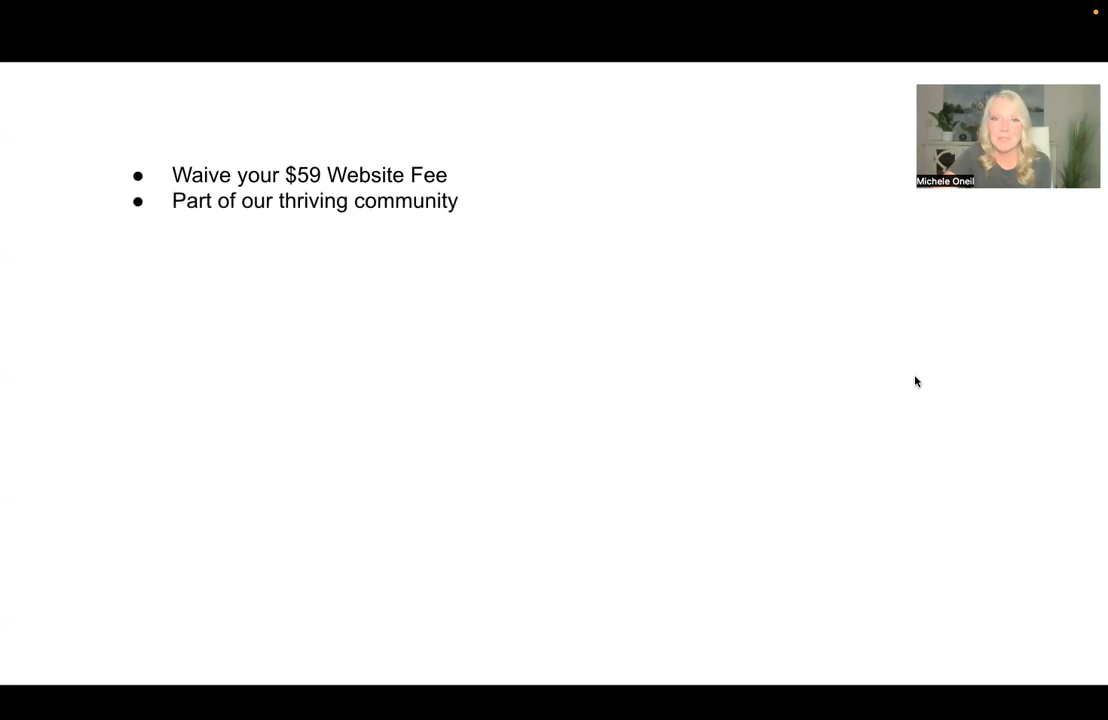 ● Waive your $59 Website Fee
● Part of our thriving community
Michele Oneil